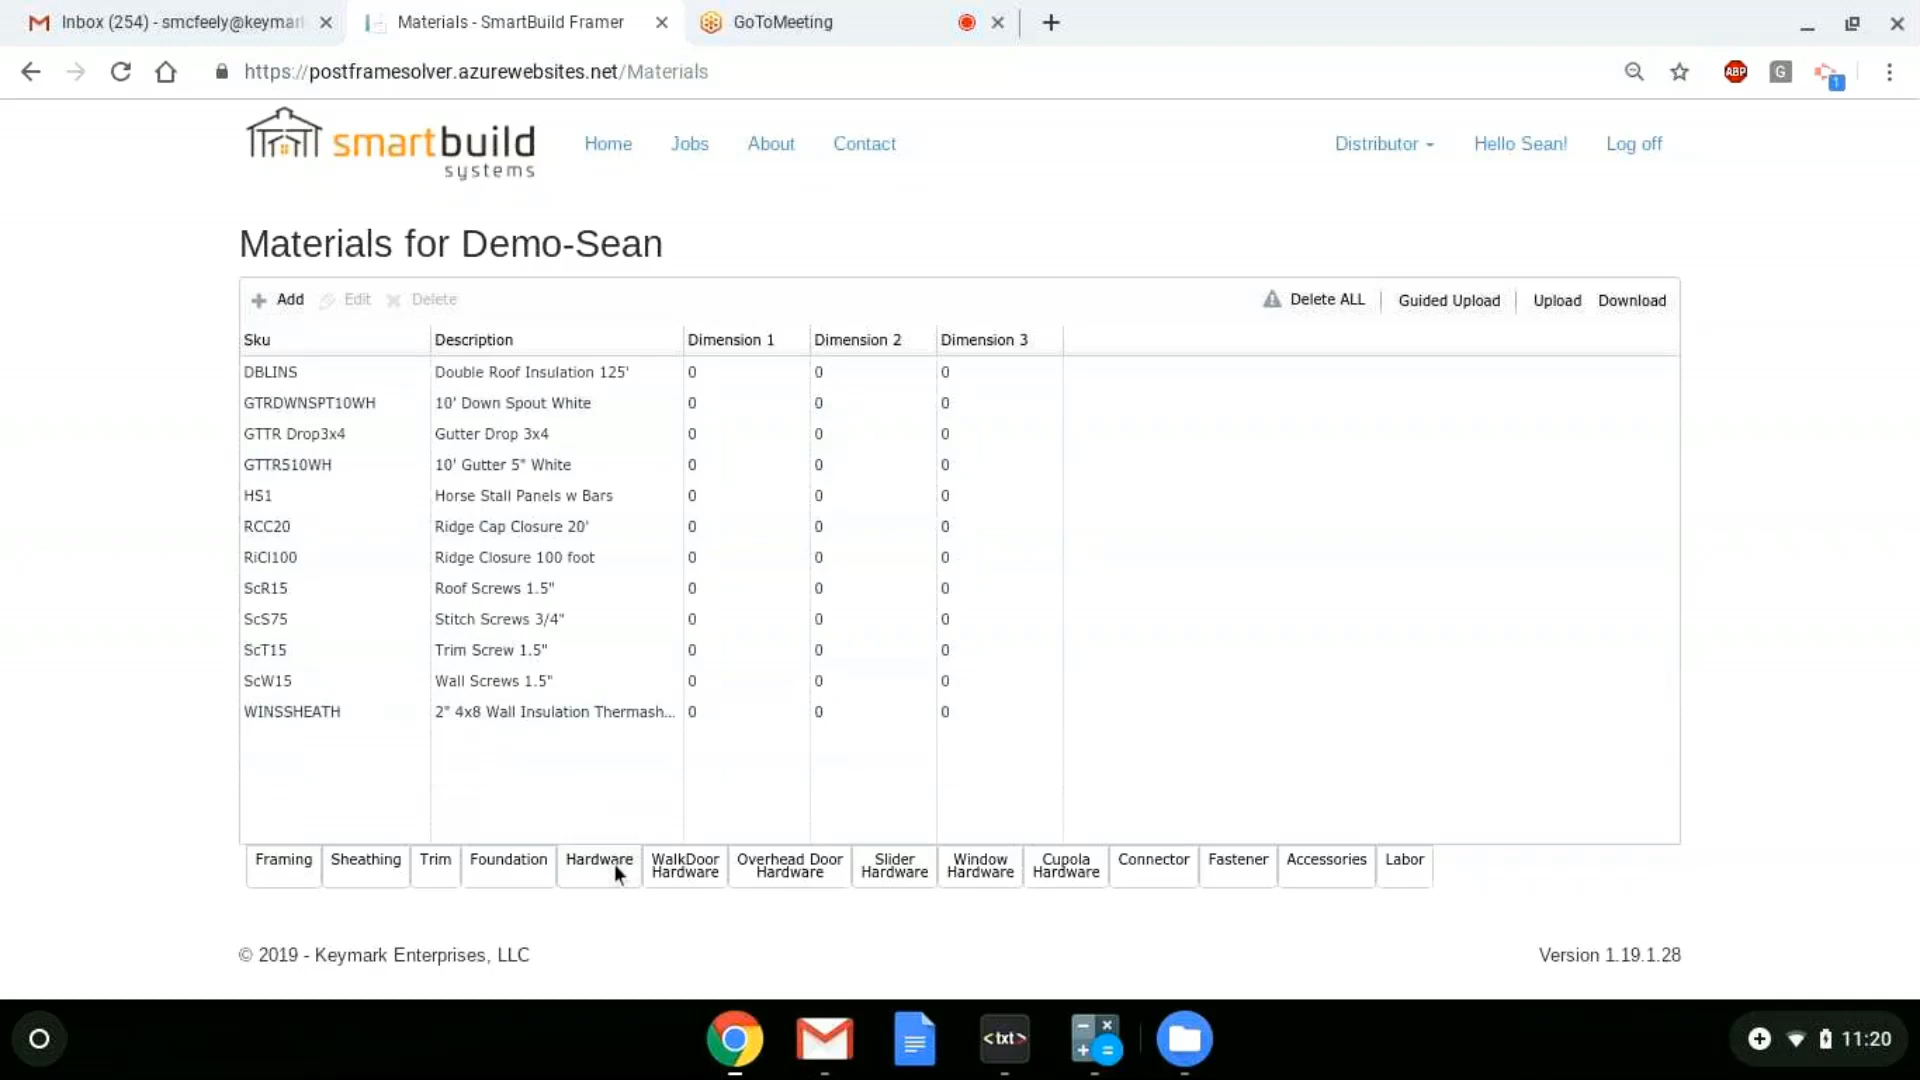 Inbox (254) - smcfeely@keymar
Materials - SmartBuild Framer
GoToMeeting
https://postframesolver.azurewebsites.net/Materials
ABP
G
1
smartbuild
systems
Home
Jobs
About
Contact
Distributor
Hello Sean!
Log off
Materials for Demo-Sean
Add
Edit
Delete
Delete ALL
Guided Upload
Upload
Download
Sku Description Dimension 1 Dimension 2 Dimension 3
DBLINS Double Roof Insulation 125' 0 0 0
GTRDWNSPT10WH 10' Down Spout White 0 0 0
GTTR Drop3x4 Gutter Drop 3x4 0 0 0
GTTR510WH 10' Gutter 5" White 0 0 0
HS1 Horse Stall Panels w Bars 0 0 0
RCC20 Ridge Cap Closure 20' 0 0 0
RiCl100 Ridge Closure 100 foot 0 0 0
ScR15 Roof Screws 1.5" 0 0 0
ScS75 Stitch Screws 3/4" 0 0 0
ScT15 Trim Screw 1.5" 0 0 0
ScW15 Wall Screws 1.5" 0 0 0
WINSSHEATH 2" 4x8 Wall Insulation Thermash... 0 0 0
Framing
Sheathing
Trim
Foundation
Hardware
WalkDoor
Hardware
Overhead Door
Hardware
Slider
Hardware
Window
Hardware
Cupola
Hardware
Connector
Fastener
Accessories
Labor
© 2019 - Keymark Enterprises, LLC
Version 1.19.1.28
<txt>
11:20